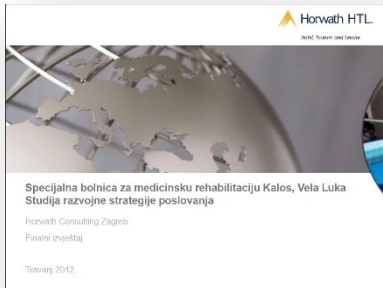 Horwath HTL.
Hotel, Tourism and Leisure
Specijalna bolnica za medicinsku rehabilitaciju Kalos, Vela Luka
Studija razvojne strategije poslovanja
Horwath Consulting Zagreb
Finalni izvještaj
Travanj 2012.